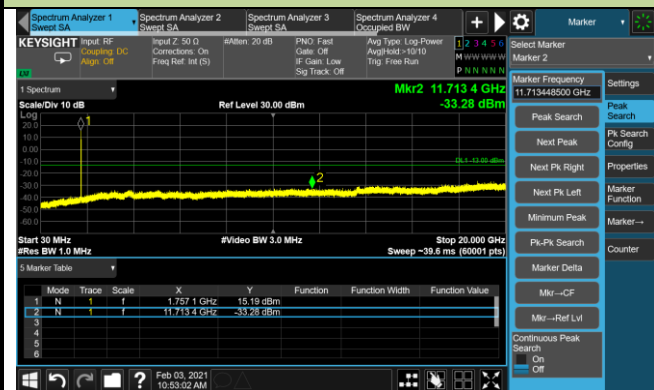 Spectrum Analyzer 1
Swept SA
Spectrum Analyzer 2
Swept SA
Spectrum Analyzer 3
Swept SA
Spectrum Analyzer 4
Occupied BW
Marker
KEYSIGHT
Input: RF
Coupling: DC
Align: Off
Input Z: 50 Ω
Corrections: On
Freq Ref: Int (S)
#Atten: 20 dB
PNO: Fast
Gate: Off
IF Gain: Low
Sig Track: Off
Avg Type: Log-Power
Avg|Hold:>10/10
Trig: Free Run
1 2 3 4 5 6
M W W W W W
P N N N N N
Select Marker
Marker 2
1 Spectrum
Mkr2 11.713 4 GHz
-33.28 dBm
Scale/Div 10 dB
Ref Level 30.00 dBm
Log
20.0
10.0
0.00
-10.0
-20.0
-30.0
-40.0
-50.0
-60.0
1
2
DL1 -13.00 dBm
Start 30 MHz
#Res BW 1.0 MHz
#Video BW 3.0 MHz
Stop 20.000 GHz
Sweep ~39.6 ms (60001 pts)
5 Marker Table
Mode Trace Scale X Y Function Function Width Function Value
1 N 1 f 1.757 1 GHz 15.19 dBm
2 N 1 f 11.713 4 GHz -33.28 dBm
3
4
5
6
Marker Frequency
11.713448500 GHz
Peak Search
Next Peak
Next Pk Right
Next Pk Left
Minimum Peak
Pk-Pk Search
Marker Delta
Mkr→CF
Mkr→Ref Lvl
Continuous Peak
Search
On
Off
Settings
Peak
Search
Pk Search
Config
Properties
Marker
Function
Marker→
Counter
?
Feb 03, 2021
10:53:02 AM